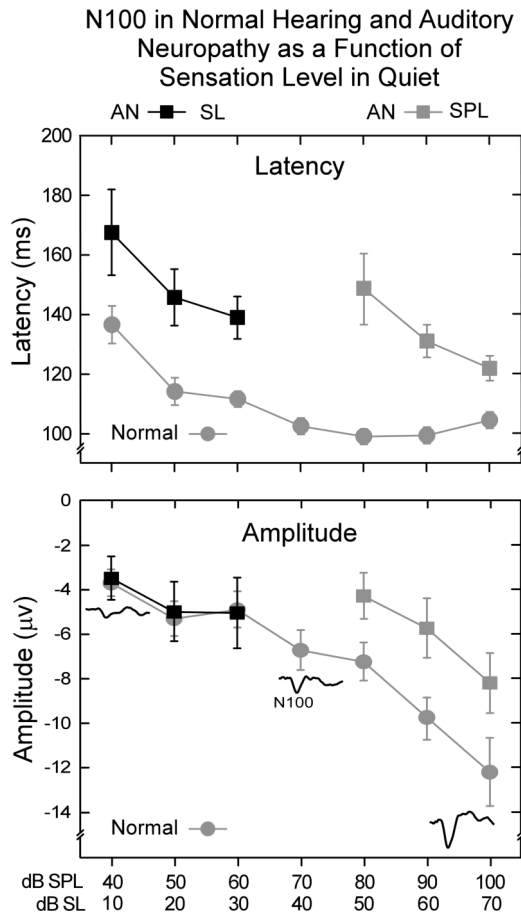 N100 in Normal Hearing and Auditory
Neuropathy as a Function of
Sensation Level in Quiet
AN SL AN SPL
Latency
Latency (ms)
200
180
160
140
120
100
Normal
Amplitude
Amplitude (μv)
0
-2
-4
-6
-8
-10
-12
-14
N100
Normal
dB SPL 40 50 60 70 80 90 100
dB SL 10 20 30 40 50 60 70